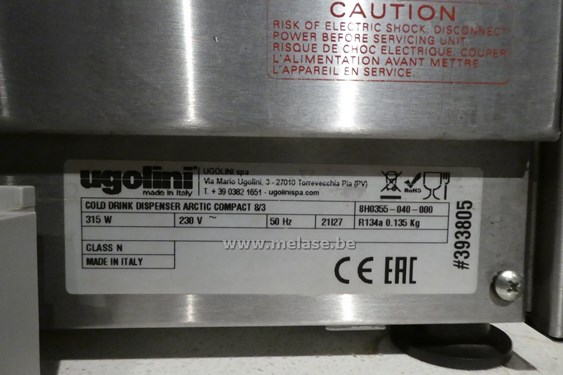 CAUTION
RISK OF ELECTRIC SHOCK. DISCONNECT
POWER BEFORE SERVICING UNIT.
RISQUE DE CHOC ELECTRIQUE. COUPER
L'ALIMENTATION AVANT METTRE
L'APPAREIL EN SERVICE.
ugolini
made in Italy
UGOLINI spa
Via Mario Ugolini, 3 - 27010 Torrevecchia Pia (PV)
T. + 39 0382 1651 - ugolinispa.com
RoHS
COLD DRINK DISPENSER ARCTIC COMPACT 8/3
8H0355-040-000
315 W 230 V ~ 50 Hz 21I27 R134a 0.135 Kg
CLASS N
MADE IN ITALY
CE EAC
#393805
www.melase.be